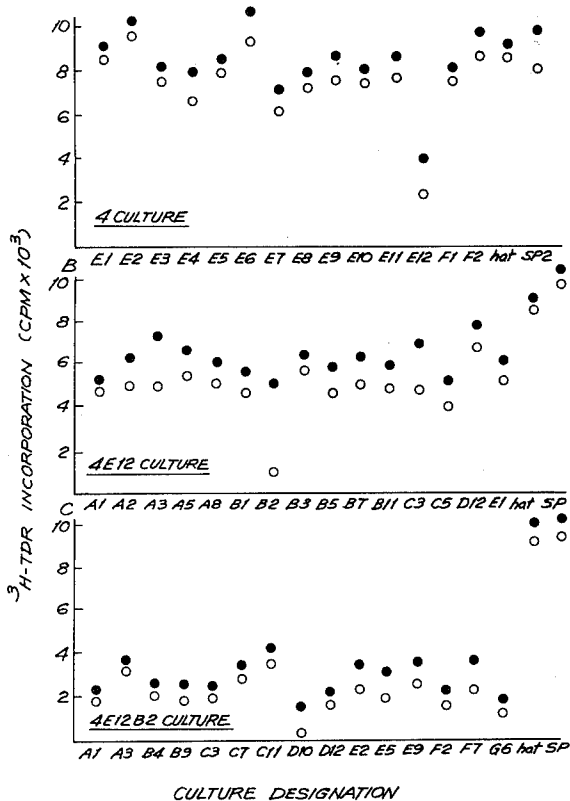 10
8
6
4
2
4 CULTURE
E1 E2 E3 E4 E5 E6 E7 E8 E9 E10 E11 E12 F1 F2 hat SP2
B
10
8
6
4
2
4E12 CULTURE
A1 A2 A3 A5 A8 B1 B2 B3 B5 B7 B11 C3 C5 D12 E1 hat SP
C
10
8
6
4
2
4E12B2 CULTURE
A1 A3 B4 B9 C3 C7 C11 D10 D12 E2 E5 E9 F2 F7 G6 hat SP
3H-TDR INCORPORATION (CPM × 10³)
CULTURE DESIGNATION